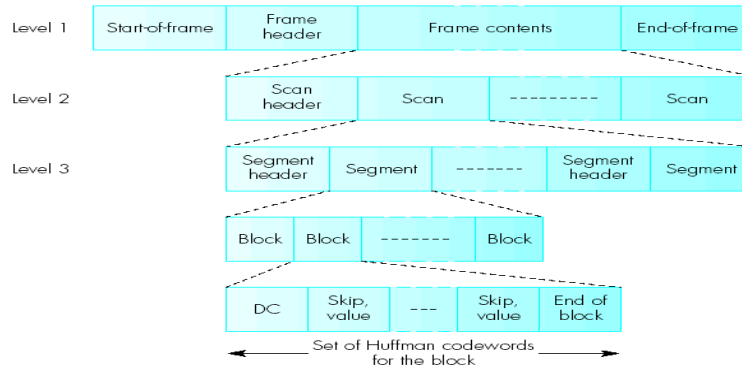 Level 1
Start-of-frame
Frame
header
Frame contents
End-of-frame
Level 2
Scan
header
Scan
Scan
Level 3
Segment
header
Segment
Segment
header
Segment
Block
Block
Block
DC
Skip,
value
Skip,
value
End of
block
Set of Huffman codewords
for the block